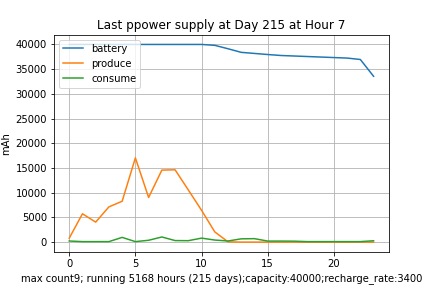 Last ppower supply at Day 215 at Hour 7
40000
35000
30000
25000
20000
15000
10000
5000
0
mAh
battery
produce
consume
0 5 10 15 20
max count9; running 5168 hours (215 days);capacity:40000;recharge_rate:3400